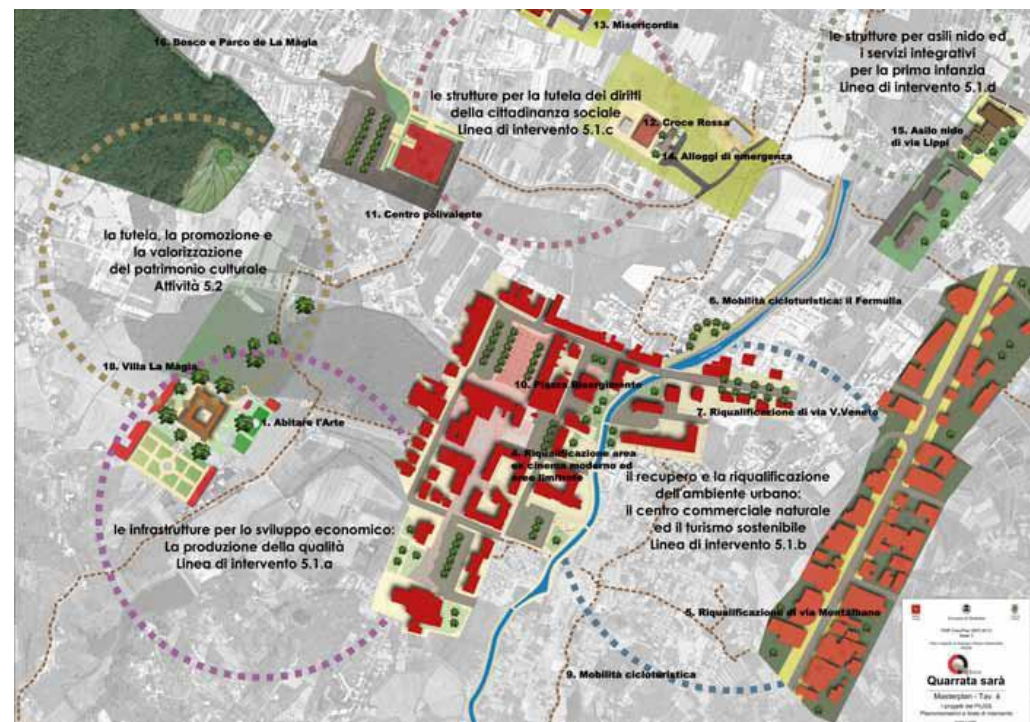 13. Misericordia
16. Bosco e Parco de La Màgia
le strutture per asili nido ed
i servizi integrativi
per la prima infanzia
Linea di intervento 5.1.d
le strutture per la tutela dei diritti
della cittadinanza sociale
Linea di intervento 5.1.c
12. Croce Rossa
14. Alloggi di emergenza
15. Asilo nido
di via Lippi
11. Centro polivalente
la tutela, la promozione e
la valorizzazione
del patrimonio culturale
Attività 5.2
6. Mobilità cicloturistica: il Fermulla
18. Villa La Màgia
1. Abitare l'Arte
10. Piazza Risorgimento
7. Riqualificazione di via V.Veneto
4. Riqualificazione area
ex cinema moderno ed
aree limitrofe
il recupero e la riqualificazione
dell'ambiente urbano:
il centro commerciale naturale
ed il turismo sostenibile
Linea di intervento 5.1.b
le infrastrutture per lo sviluppo economico:
La produzione della qualità
Linea di intervento 5.1.a
5. Riqualificazione di via Montalbano
9. Mobilità cicloturistica
Quarrata sarà
Masterplan - Tav. 4
I progetti del PIUSS